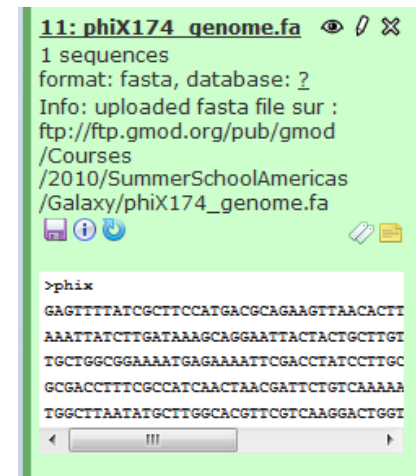 11: phiX174_genome.fa
1 sequences
format: fasta, database: ?
Info: uploaded fasta file sur :
ftp://ftp.gmod.org/pub/gmod
/Courses
/2010/SummerSchoolAmericas
/Galaxy/phiX174_genome.fa
>phix
GAGTTTTATCGCTTCCATGACGCAGAAGTTAACACTT
AAATTATCTTGATAAAGCAGGAATTACTACTGCTTGT
TGCTGGCGGAAAATGAGAAAATTCGACCTATCCTTGC
GCGACCTTTCGCCATCAACTAACGATTCTGTCAAAAA
TGGCTTAATATGCTTGGCACGTTCGTCAAGGACTGGT